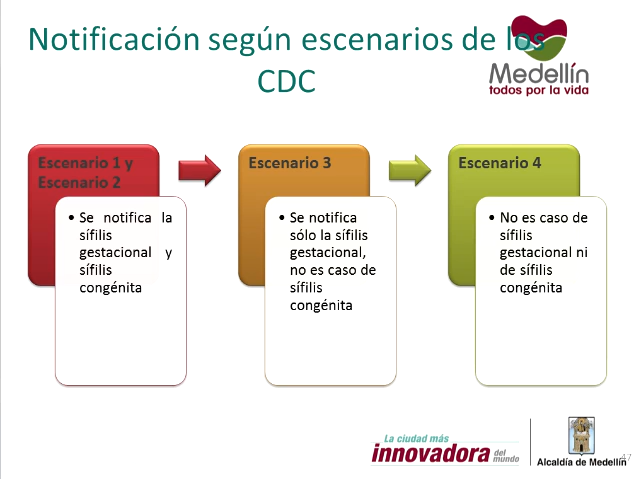 Notificación según escenarios de los
CDC
Medellín
todos por la vida
Escenario 1 y
Escenario 2
• Se notifica la
sífilis
gestacional y
sífilis
congénita
Escenario 3
• Se notifica
sólo la sífilis
gestacional,
no es caso de
sífilis
congénita
Escenario 4
• No es caso de
sífilis
gestacional ni
de sífilis
congénita
La ciudad más
innovadora del
mundo
Alcaldía de Medellín
47